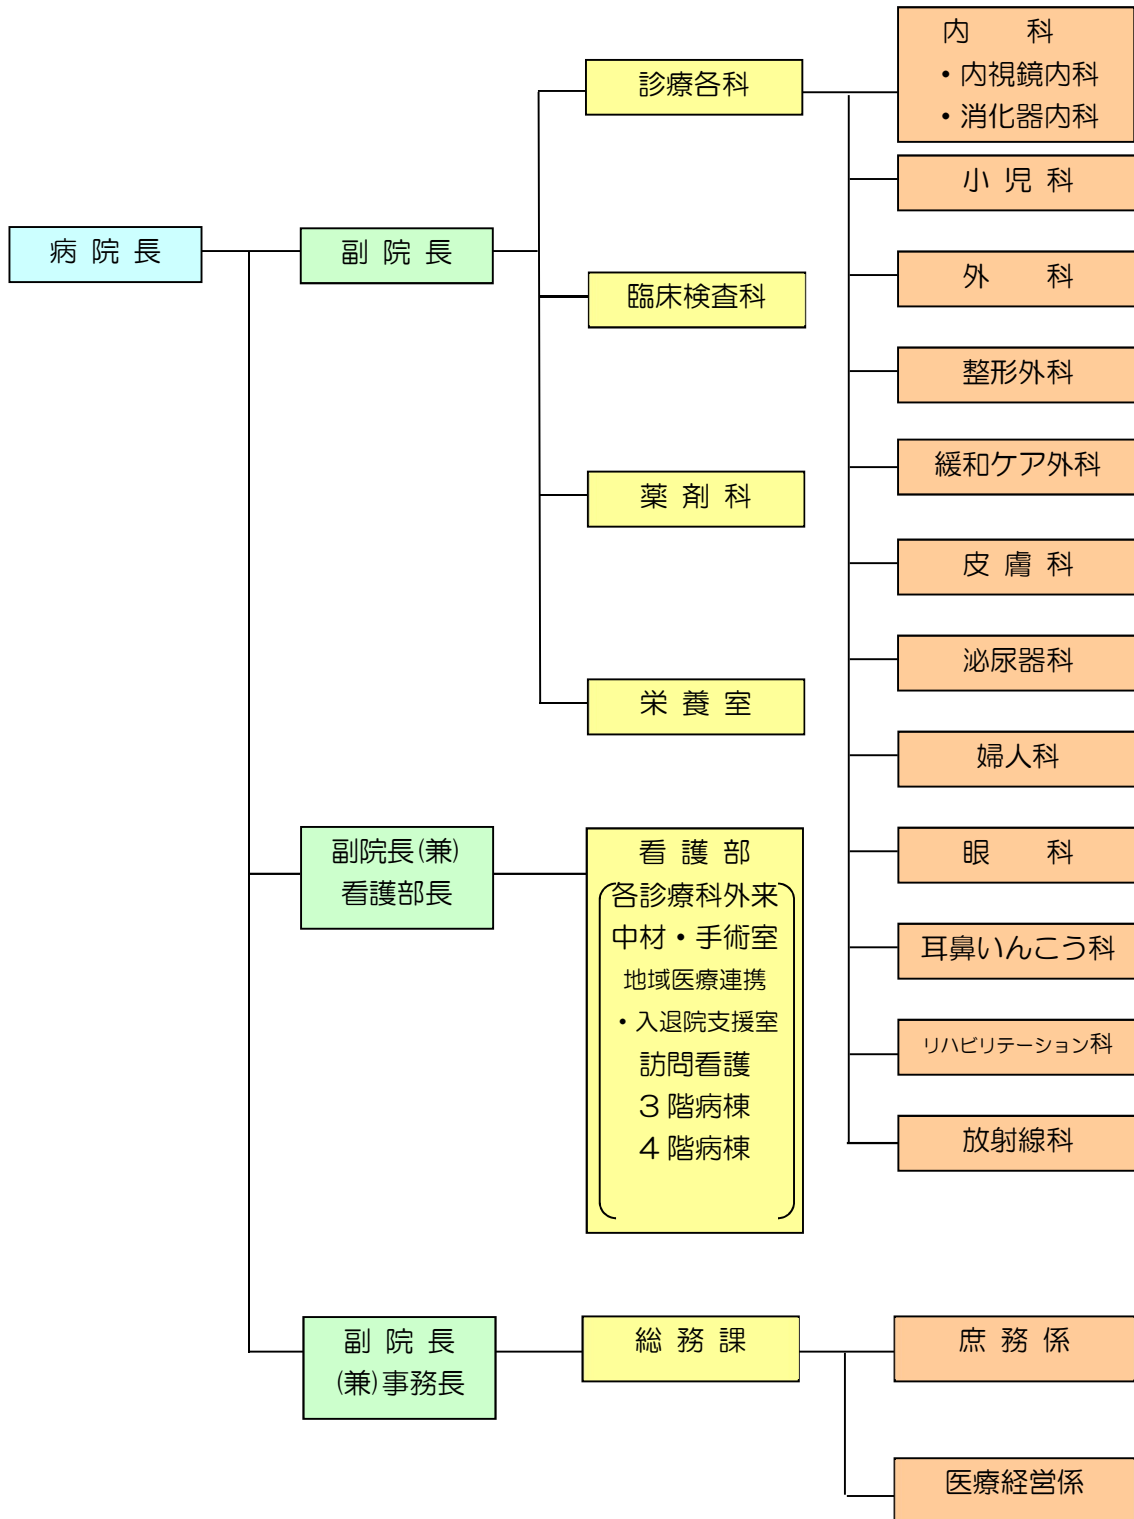 病院長
副院長
診療各科
臨床検査科
薬剤科
栄養室
内　科
・内視鏡内科
・消化器内科
小児科
外　科
整形外科
緩和ケア外科
皮膚科
泌尿器科
婦人科
眼　科
耳鼻いんこう科
リハビリテーション科
放射線科
副院長(兼)
看護部長
看護部
各診療科外来
中材・手術室
地域医療連携
・入退院支援室
訪問看護
３階病棟
４階病棟
副院長
(兼)事務長
総務課
庶務係
医療経営係